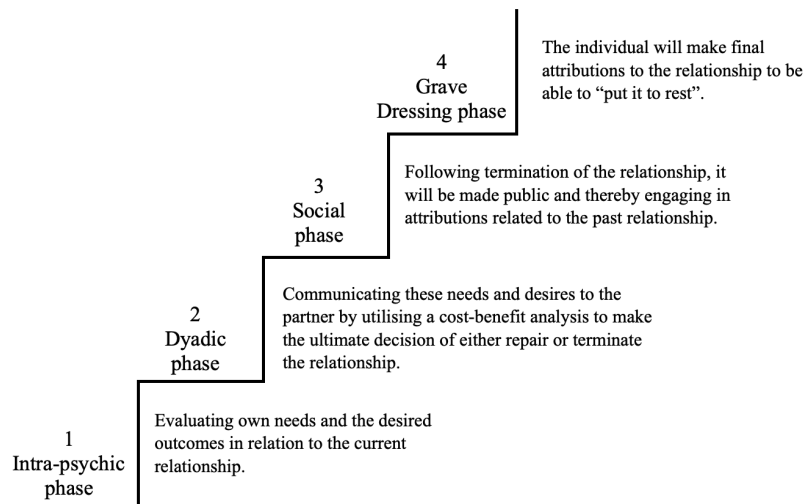 4
Grave
Dressing phase
The individual will make final
attributions to the relationship to be
able to “put it to rest”.
3
Social
phase
Following termination of the relationship, it
will be made public and thereby engaging in
attributions related to the past relationship.
2
Dyadic
phase
Communicating these needs and desires to the
partner by utilising a cost-benefit analysis to make
the ultimate decision of either repair or terminate
the relationship.
1
Intra-psychic
phase
Evaluating own needs and the desired
outcomes in relation to the current
relationship.